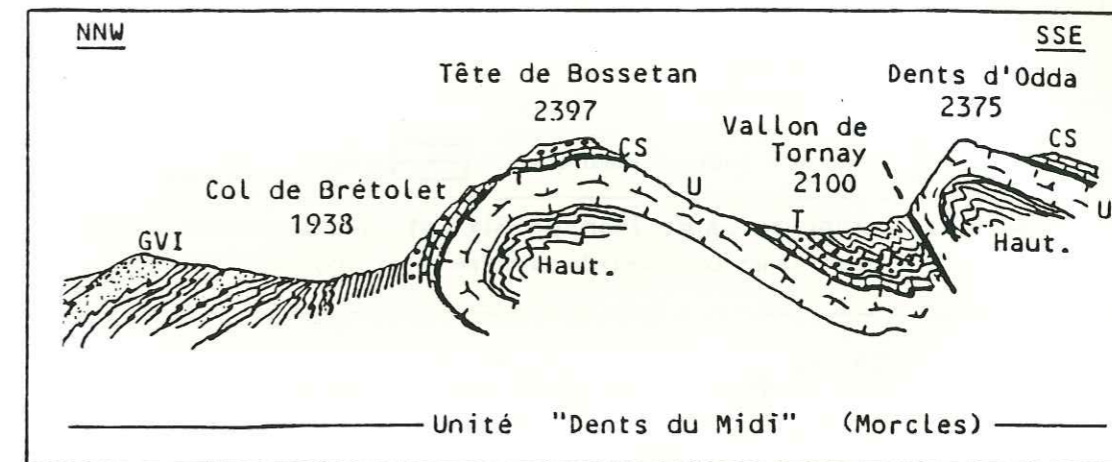 NNW
SSE
Tête de Bossetan
2397
Dents d'Odda
2375
Vallon de
Tornay
2100
CS
CS
Col de Brétolet
1938
U
T
GVI
U
Haut.
Haut.
Unité "Dents du Midi" (Morcles)